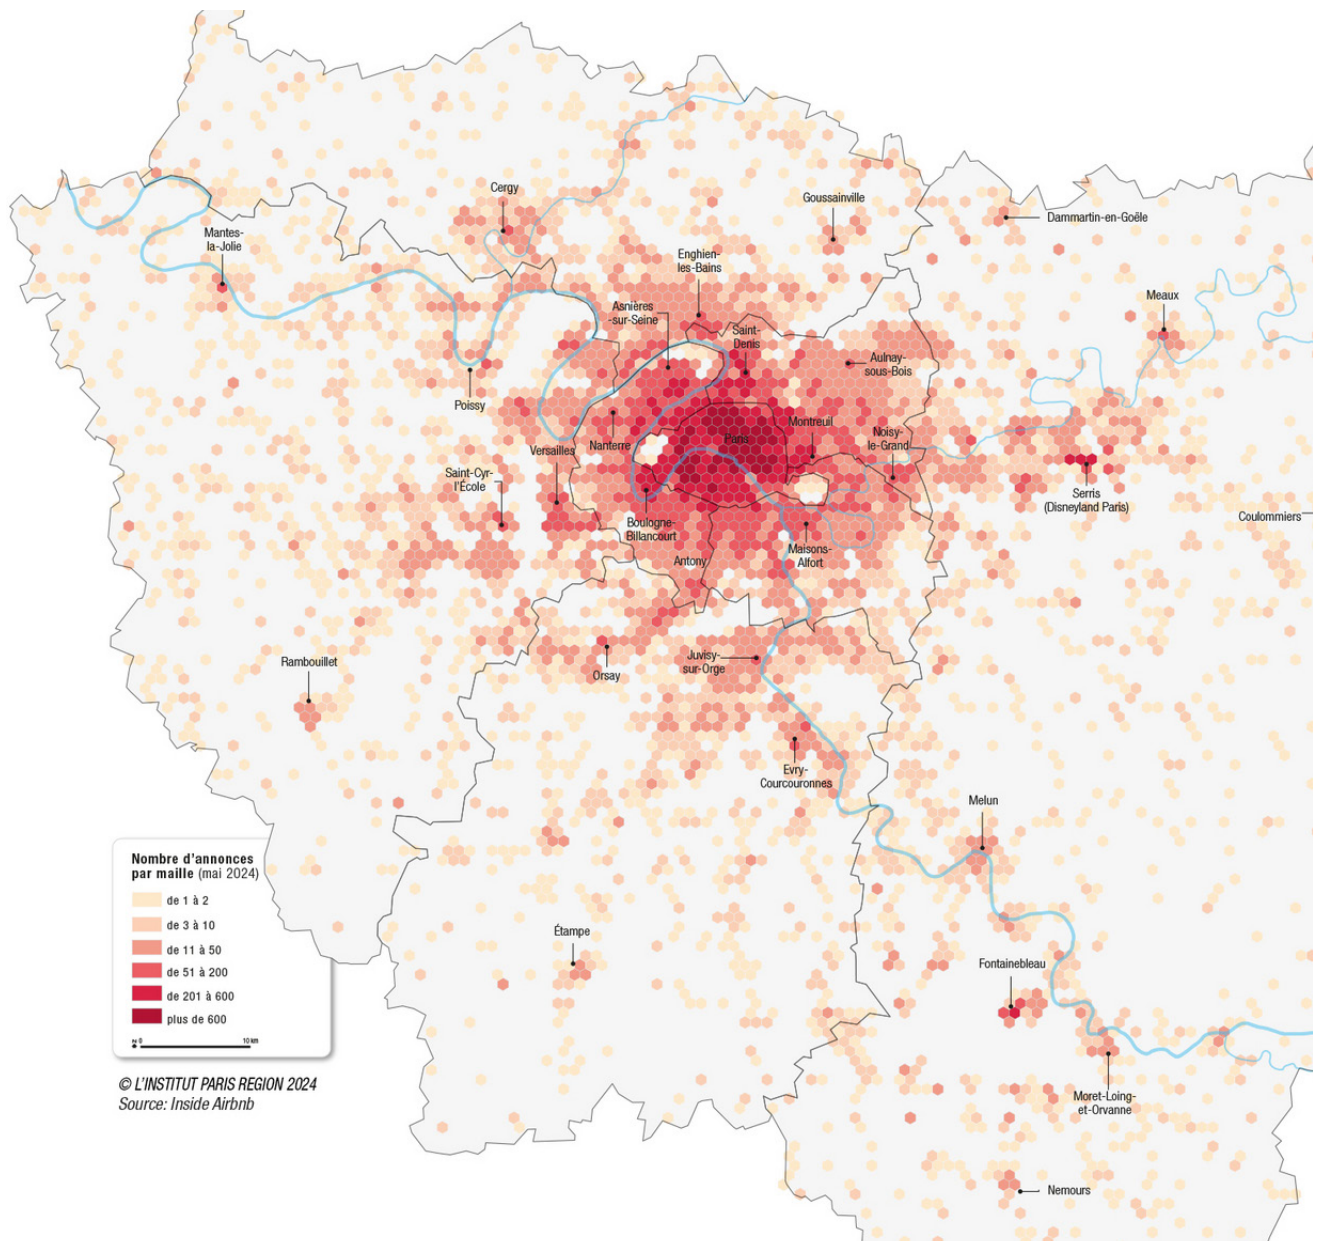 Cergy
Goussainville
Dammartin-en-Goële
Mantes-
la-Jolie
Enghien-
les-Bains
Meaux
Asnières
-sur-Seine
Saint-
Denis
Aulnay-
sous-Bois
Poissy
Montreuil
Nanterre
Paris
Noisy-
le-Grand
Versailles
Saint-Cyr-
l'École
Serris
(Disneyland Paris)
Coulommiers
Boulogne-
Billancourt
Maisons-
Alfort
Antony
Rambouillet
Orsay
Juvisy-
sur-Orge
Evry-
Courcouronnes
Melun
Nombre d'annonces
par maille (mai 2024)
de 1 à 2
de 3 à 10
de 11 à 50
de 51 à 200
de 201 à 600
plus de 600
N 0 10 km
Étampe
Fontainebleau
Moret-Loing-
et-Orvanne
Nemours
© L'INSTITUT PARIS REGION 2024
Source: Inside Airbnb